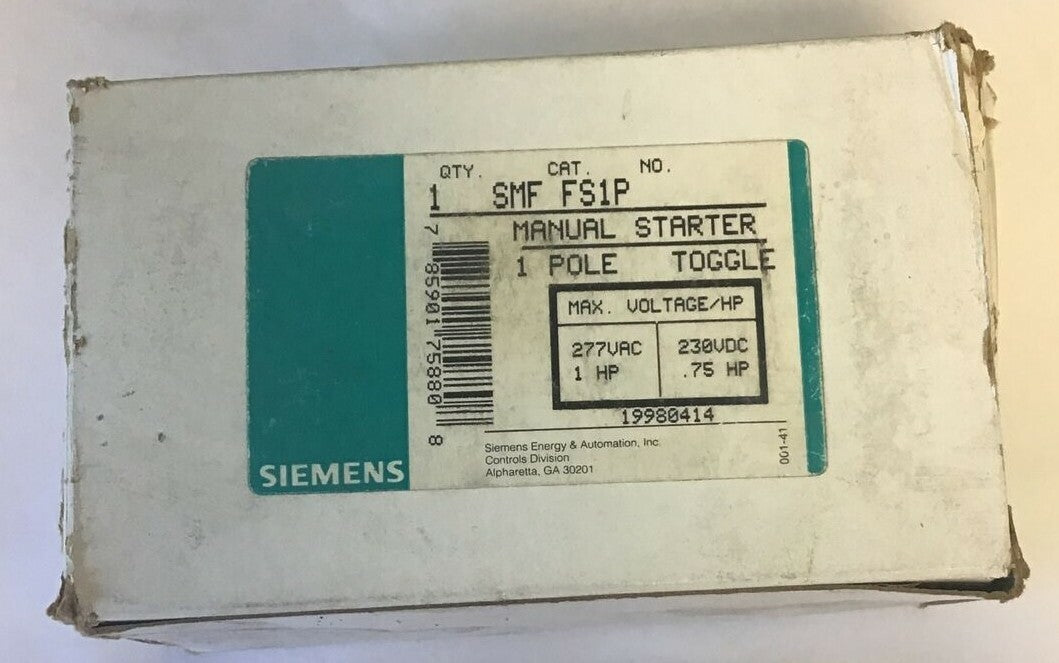 QTY. CAT. NO.
1 SMF FS1P
MANUAL STARTER
1 POLE TOGGLE
MAX. VOLTAGE/HP
277VAC 230VDC
1 HP .75 HP
19980414
7 85901 75880 8
Siemens Energy & Automation, Inc.
Controls Division
Alpharetta, GA 30201
001-41
SIEMENS